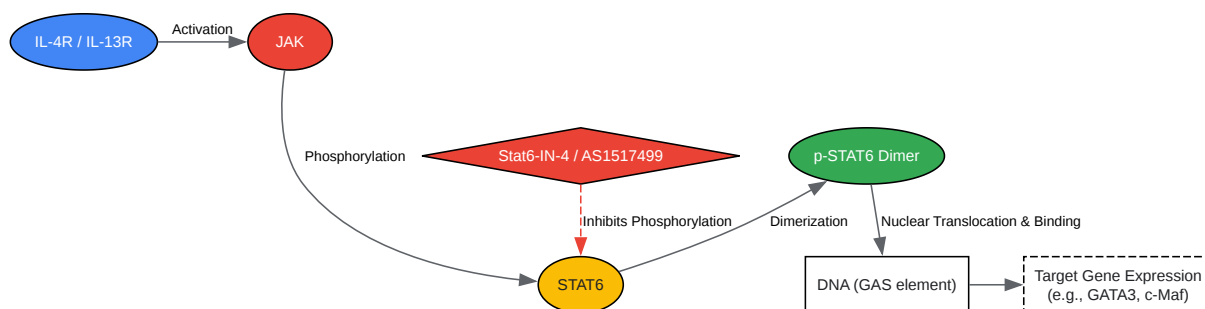 Activation
IL-4R / IL-13R
JAK
Phosphorylation
Stat6-IN-4 / AS1517499
p-STAT6 Dimer
Inhibits Phosphorylation
Dimerization
Nuclear Translocation & Binding
STAT6
DNA (GAS element)
Target Gene Expression
(e.g., GATA3, c-Maf)